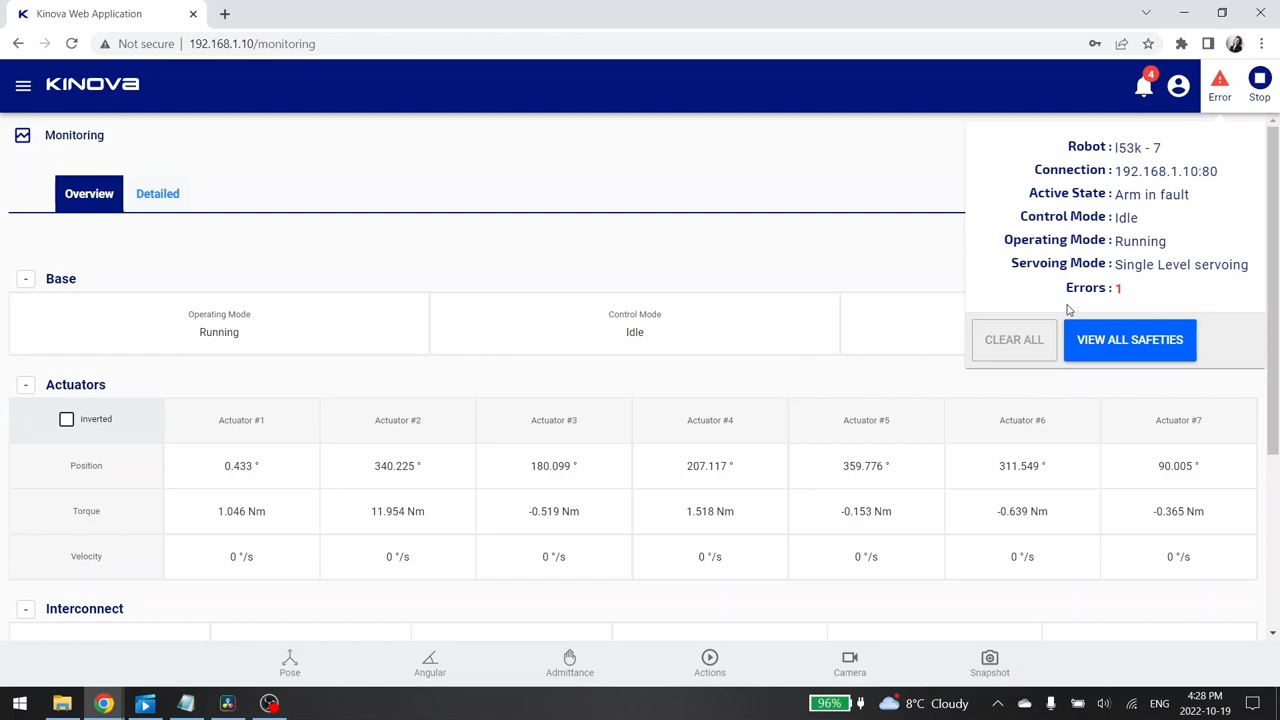 Kinova Web Application
Not secure | 192.168.1.10/monitoring
KINOVA
4
Error
Stop
Monitoring
Robot : l53k - 7
Connection : 192.168.1.10:80
Active State : Arm in fault
Control Mode : Idle
Operating Mode : Running
Servoing Mode : Single Level servoing
Errors : 1
CLEAR ALL
VIEW ALL SAFETIES
Overview
Detailed
- Base
Operating Mode
Running
Control Mode
Idle
- Actuators
inverted Actuator #1 Actuator #2 Actuator #3 Actuator #4 Actuator #5 Actuator #6 Actuator #7
Position 0.433 ° 340.225 ° 180.099 ° 207.117 ° 359.776 ° 311.549 ° 90.005 °
Torque 1.046 Nm 11.954 Nm -0.519 Nm 1.518 Nm -0.153 Nm -0.639 Nm -0.365 Nm
Velocity 0 °/s 0 °/s 0 °/s 0 °/s 0 °/s 0 °/s 0 °/s
- Interconnect
Pose
Angular
Admittance
Actions
Camera
Snapshot
96%
8°C Cloudy
ENG
4:28 PM
2022-10-19